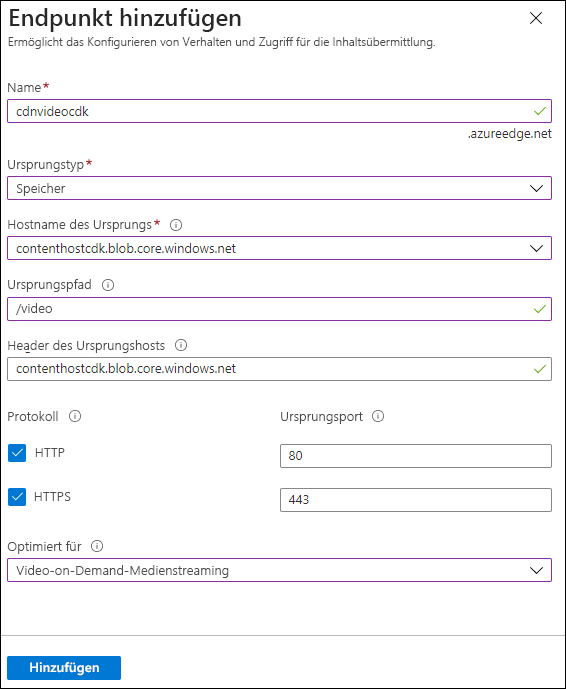 Endpunkt hinzufügen
Ermöglicht das Konfigurieren von Verhalten und Zugriff für die Inhaltsübermittlung.
Name*
cdnvideocdk
.azureedge.net
Ursprungstyp*
Speicher
Hostname des Ursprungs*
contenthostcdk.blob.core.windows.net
Ursprungspfad
/video
Header des Ursprungshosts
contenthostcdk.blob.core.windows.net
Protokoll Ursprungsport
HTTP 80
HTTPS 443
Optimiert für
Video-on-Demand-Medienstreaming
Hinzufügen